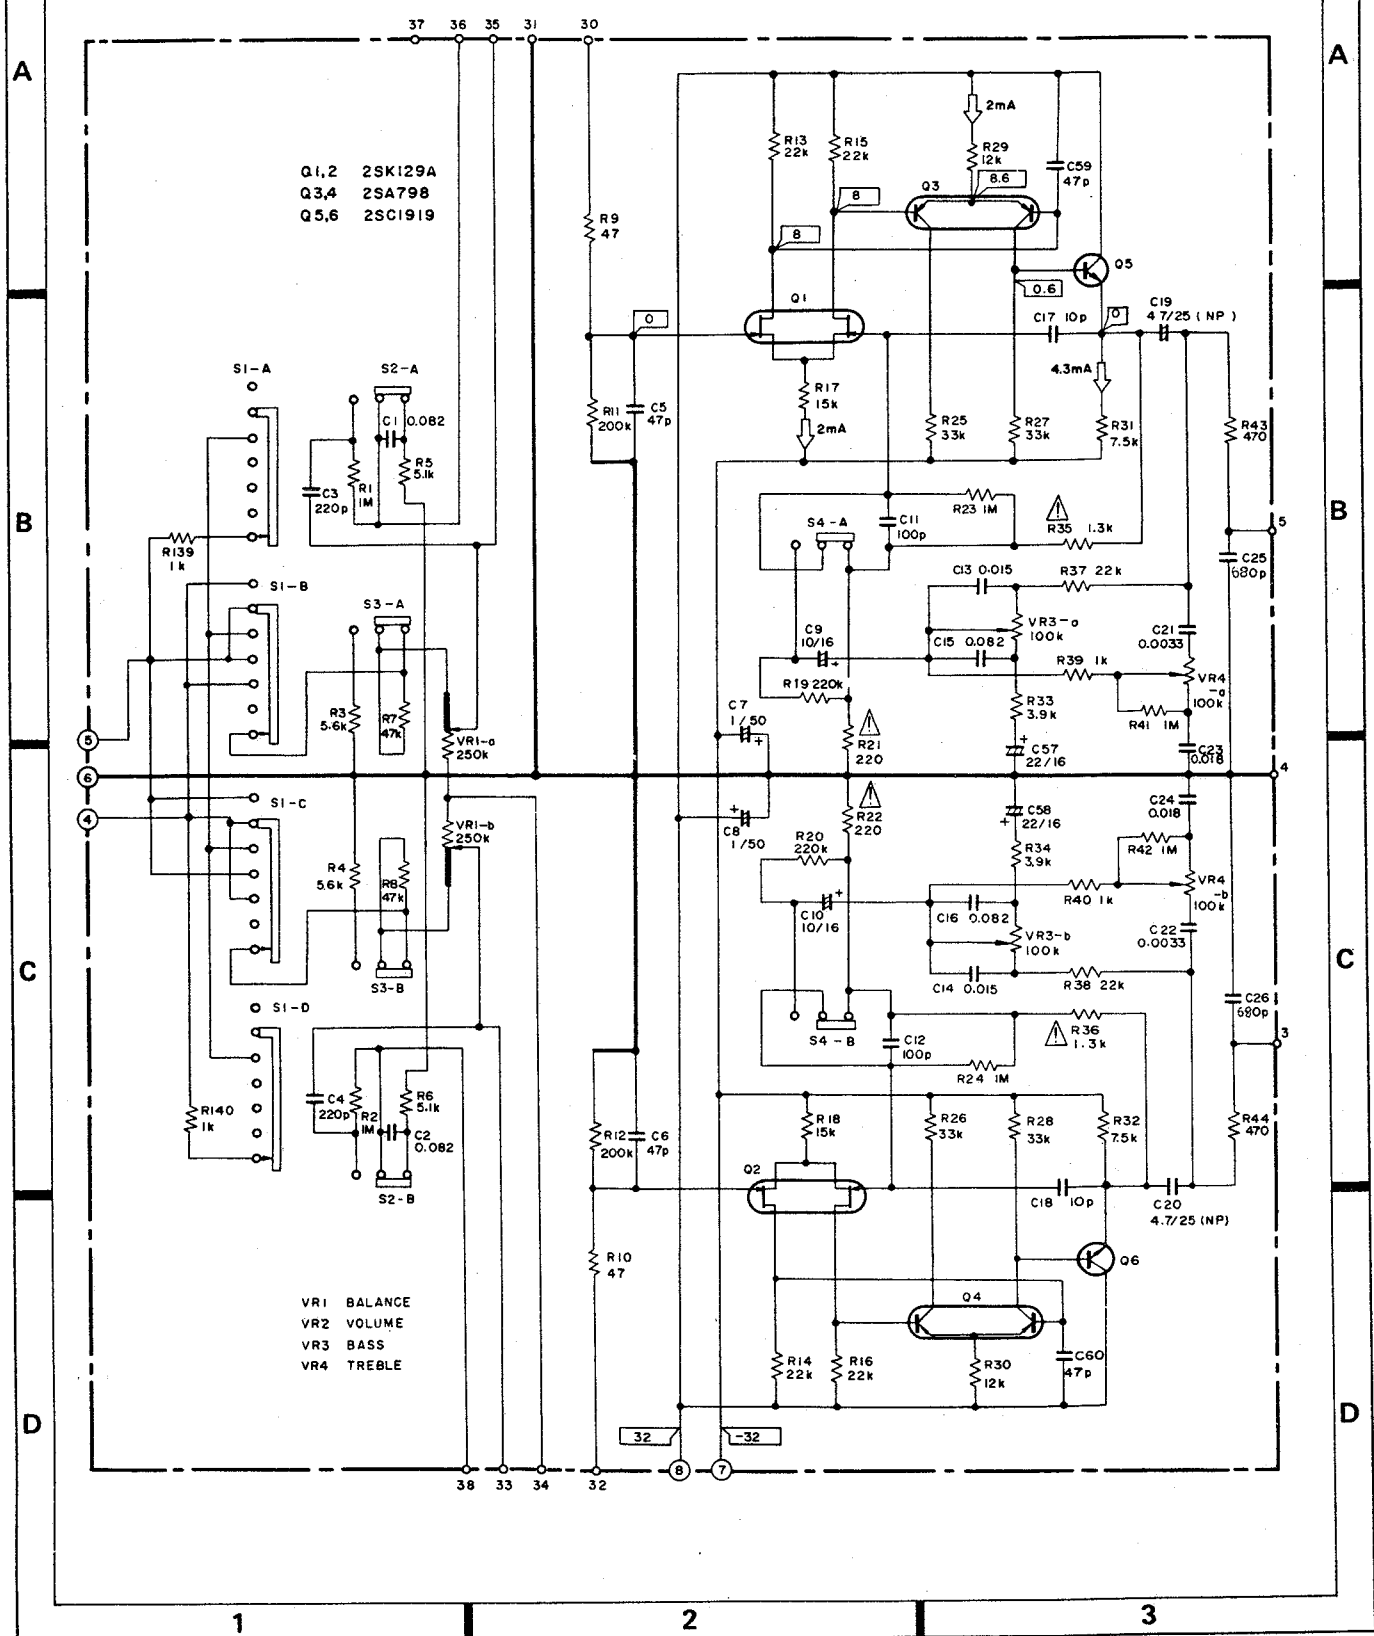 37 36 35 31 30
A
A
2mA
R13
22k
R15
22k
R29
12k
C59
47p
Q1,2 2SK129A
Q3,4 2SA798
Q5,6 2SC1919
8
Q3
8.6
R9
47
8
Q5
0.6
Q1
0
C17 10p
0
C19
4.7/25 (NP)
S1-A
S2-A
4.3mA
R17
15k
C1 0.082
R11
200k
C5
47p
2mA
R25
33k
R27
33k
R31
7.5k
R43
470
R5
5.1k
C3
220p
R1
1M
B
B
R23 1M
S4-A
C11
100p
R35 1.3k
5
R139
1k
C25
680p
S1-B
C13 0.015
R37 22k
S3-A
VR3-a
100k
C9
10/16
C15 0.082
C21
0.0033
R39 1k
R19 220k
VR4
-a
100k
R3
5.6k
R7
47k
C7
1/50
R33
3.9k
R41 1M
5
VR1-a
250k
R21
220
C57
22/16
C23
0.018
6
4
S1-C
C24
0.018
4
VR1-b
250k
C8
1/50
R22
220
C58
22/16
R20
220k
R42 1M
R34
3.9k
R4
5.6k
R8
47k
R40 1k
VR4
-b
100k
C10
10/16
C16 0.082
C22
0.0033
VR3-b
100k
C
C
S3-B
C14 0.015
R38 22k
S1-D
C26
680p
S4-B
C12
100p
R36
1.3k
3
R24 1M
R140
1k
C4
220p
R2
1M
R6
5.1k
C2
0.082
R12
200k
C6
47p
R18
15k
R26
33k
R28
33k
R32
7.5k
R44
470
S2-B
Q2
C18 10p
C20
4.7/25 (NP)
R10
47
Q6
Q4
VR1 BALANCE
VR2 VOLUME
VR3 BASS
VR4 TREBLE
R14
22k
R16
22k
R30
12k
C60
47p
D
D
32
-32
38 33 34 32 8 7
1 2 3